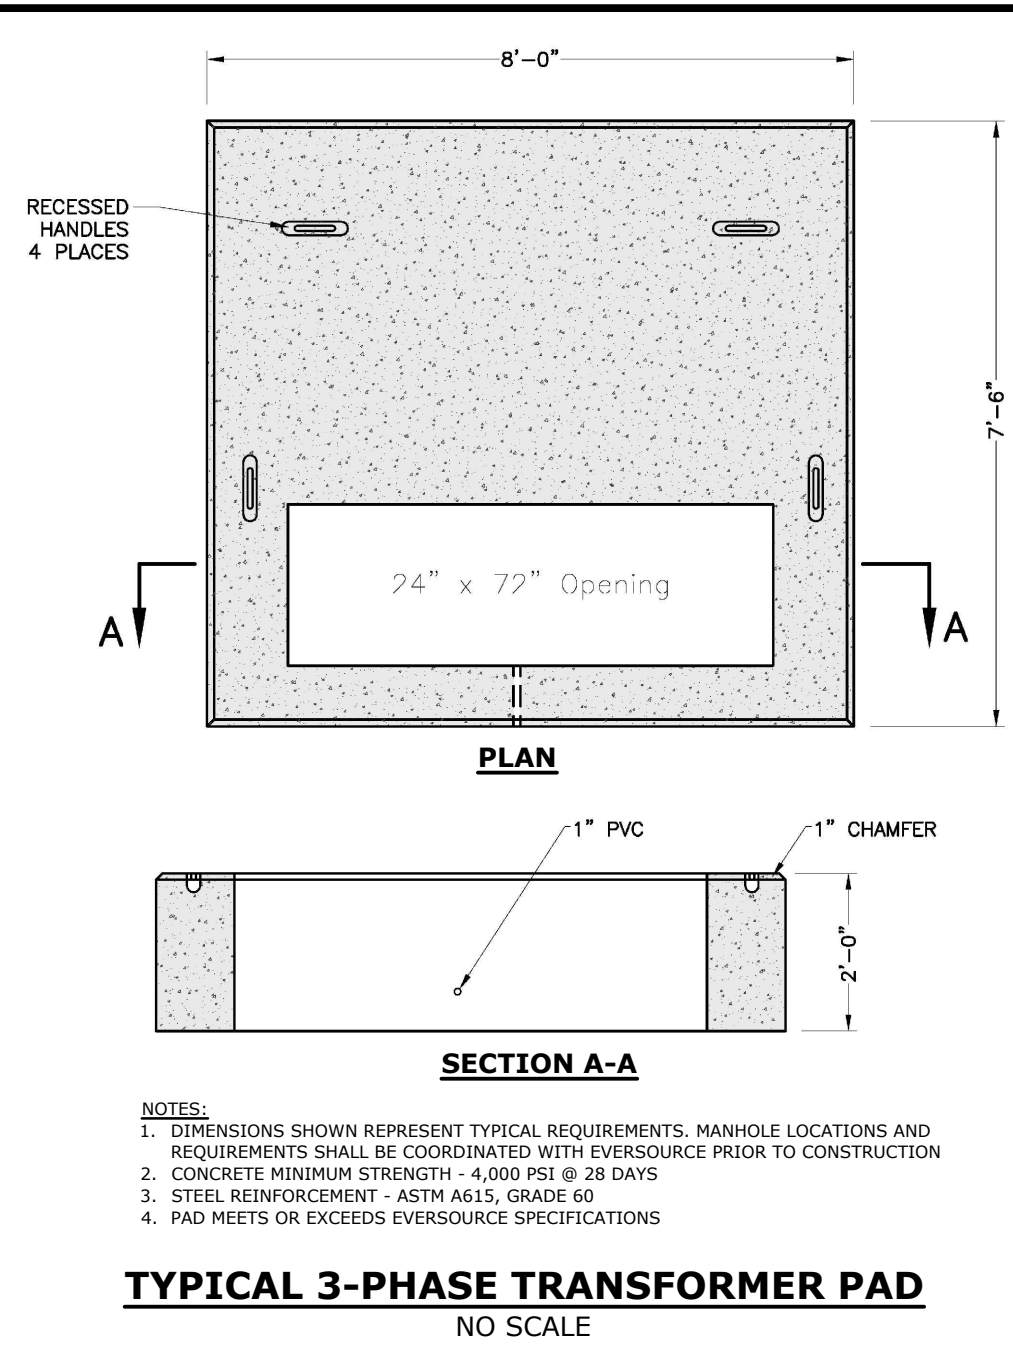 8'-0"
RECESSED
HANDLES
4 PLACES
7'-6"
24" x 72" Opening
A
A
PLAN
1" PVC
1" CHAMFER
2'-0"
SECTION A-A
NOTES:
1. DIMENSIONS SHOWN REPRESENT TYPICAL REQUIREMENTS. MANHOLE LOCATIONS AND
REQUIREMENTS SHALL BE COORDINATED WITH EVERSOURCE PRIOR TO CONSTRUCTION
2. CONCRETE MINIMUM STRENGTH - 4,000 PSI @ 28 DAYS
3. STEEL REINFORCEMENT - ASTM A615, GRADE 60
4. PAD MEETS OR EXCEEDS EVERSOURCE SPECIFICATIONS
TYPICAL 3-PHASE TRANSFORMER PAD
NO SCALE